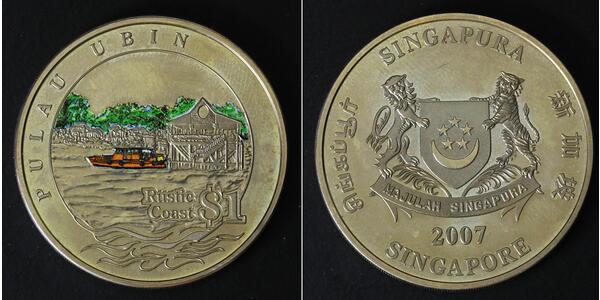 PULAU UBIN
Rustic
Coast $1
SINGAPURA
சிங்கப்பூர்
新加坡
MAJULAH SINGAPURA
2007
SINGAPORE